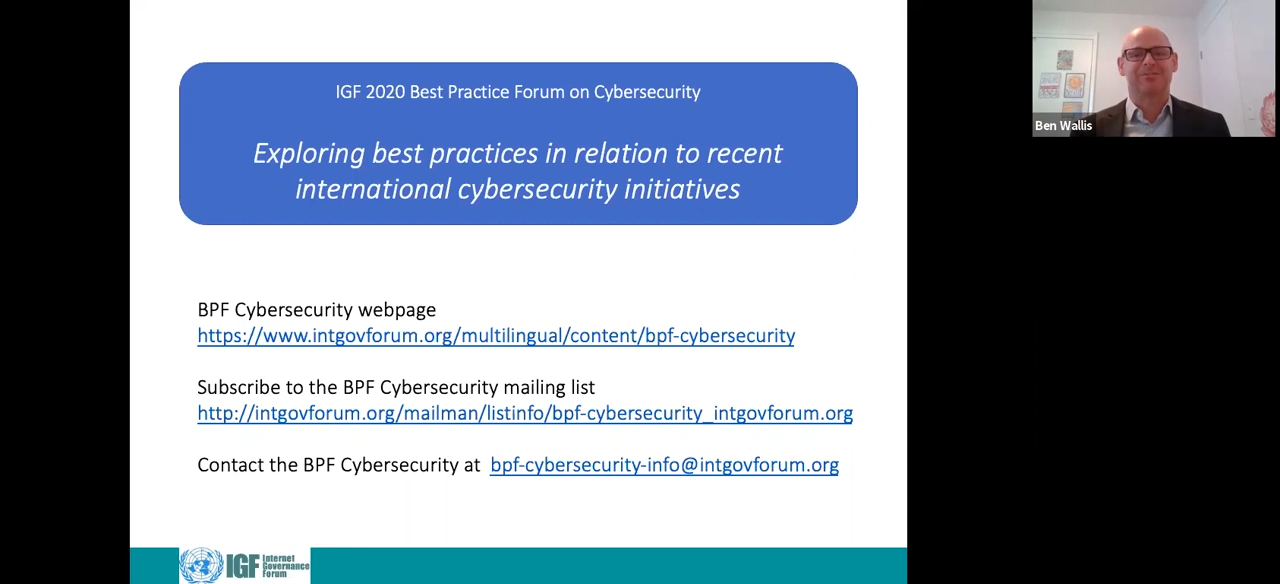 IGF 2020 Best Practice Forum on Cybersecurity
Exploring best practices in relation to recent
international cybersecurity initiatives
BPF Cybersecurity webpage
https://www.intgovforum.org/multilingual/content/bpf-cybersecurity
Subscribe to the BPF Cybersecurity mailing list
http://intgovforum.org/mailman/listinfo/bpf-cybersecurity_intgovforum.org
Contact the BPF Cybersecurity at bpf-cybersecurity-info@intgovforum.org
IGF
Internet
Governance
Forum
Ben Wallis